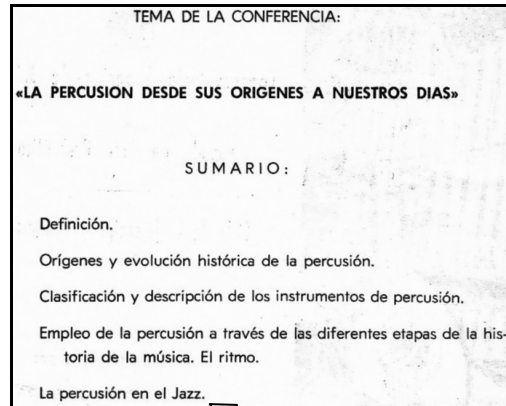 TEMA DE LA CONFERENCIA:
«LA PERCUSION DESDE SUS ORIGENES A NUESTROS DIAS»
SUMARIO:
Definición.
Orígenes y evolución histórica de la percusión.
Clasificación y descripción de los instrumentos de percusión.
Empleo de la percusión a través de las diferentes etapas de la his-
toria de la música. El ritmo.
La percusión en el Jazz.